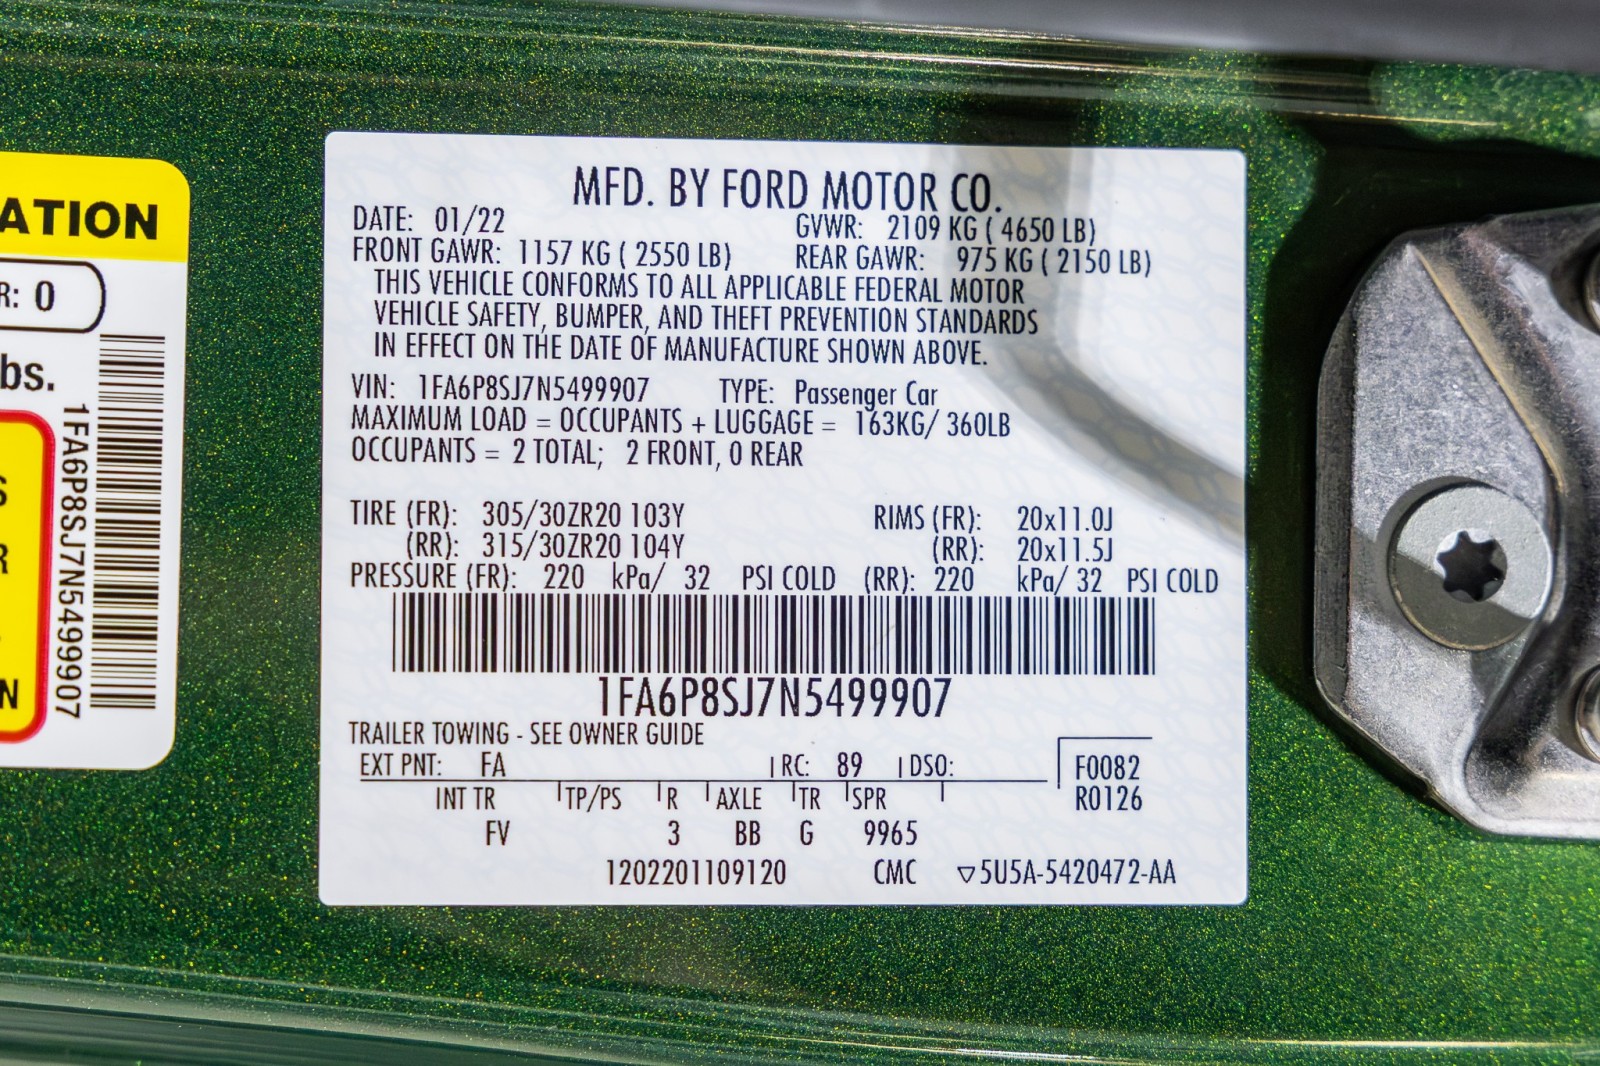 ATION
R: 0
bs.
1FA6P8SJ7N5499907
S
R
N
MFD. BY FORD MOTOR CO.
DATE: 01/22 GVWR: 2109 KG ( 4650 LB)
FRONT GAWR: 1157 KG ( 2550 LB) REAR GAWR: 975 KG ( 2150 LB)
THIS VEHICLE CONFORMS TO ALL APPLICABLE FEDERAL MOTOR
VEHICLE SAFETY, BUMPER, AND THEFT PREVENTION STANDARDS
IN EFFECT ON THE DATE OF MANUFACTURE SHOWN ABOVE.
VIN: 1FA6P8SJ7N5499907 TYPE: Passenger Car
MAXIMUM LOAD = OCCUPANTS + LUGGAGE = 163KG/ 360LB
OCCUPANTS = 2 TOTAL; 2 FRONT, 0 REAR
TIRE (FR): 305/30ZR20 103Y RIMS (FR): 20x11.0J
(RR): 315/30ZR20 104Y (RR): 20x11.5J
PRESSURE (FR): 220 kPa/ 32 PSI COLD (RR): 220 kPa/ 32 PSI COLD
1FA6P8SJ7N5499907
TRAILER TOWING - SEE OWNER GUIDE
EXT PNT: FA RC: 89 DSO: F0082
INT TR TP/PS R AXLE TR SPR R0126
FV 3 BB G 9965
1202201109120 CMC ▽5U5A-5420472-AA